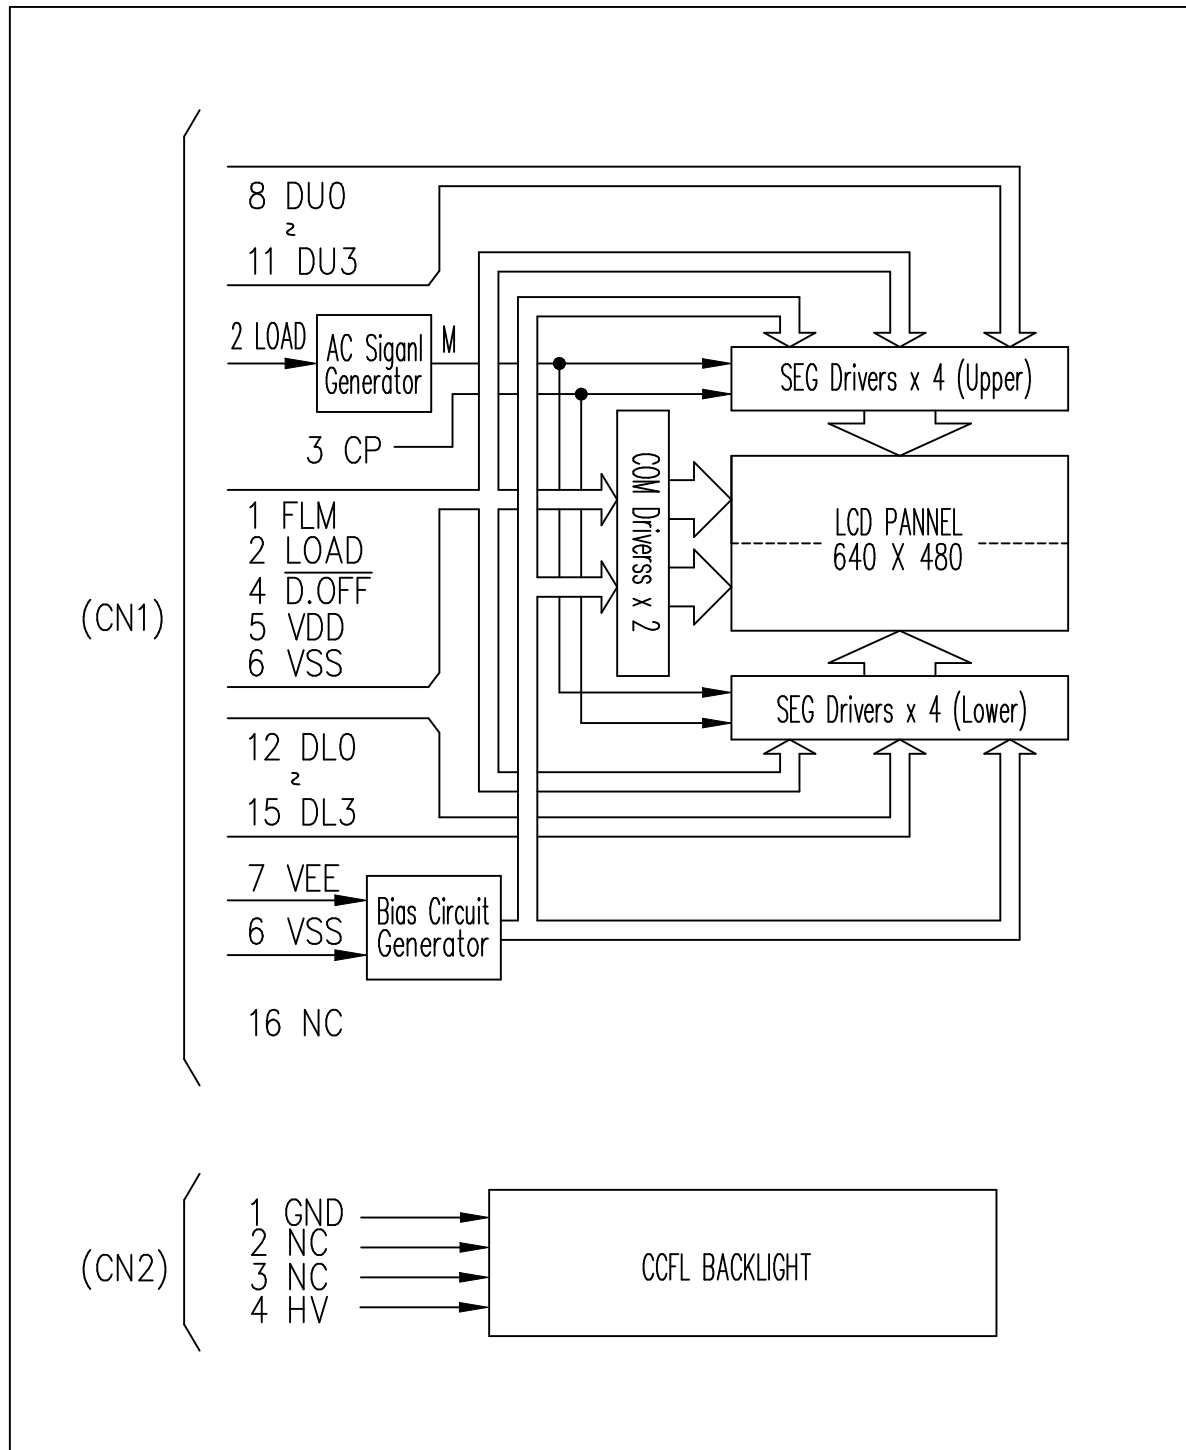 (CN1)
8 DU0
~
11 DU3
2 LOAD
AC Siganl
Generator
M
3 CP
SEG Drivers x 4 (Upper)
COM Driverss x 2
LCD PANNEL
640 X 480
1 FLM
2 LOAD
4 D.OFF
5 VDD
6 VSS
SEG Drivers x 4 (Lower)
12 DL0
~
15 DL3
7 VEE
6 VSS
Bias Circuit
Generator
16 NC
(CN2)
1 GND
2 NC
3 NC
4 HV
CCFL BACKLIGHT